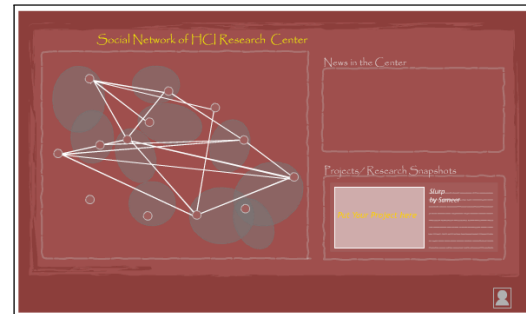 Social Network of HCI Research Center
News in the Center
Projects/ Research Snapshots
Put Your Project here
Slurp
by Sameer